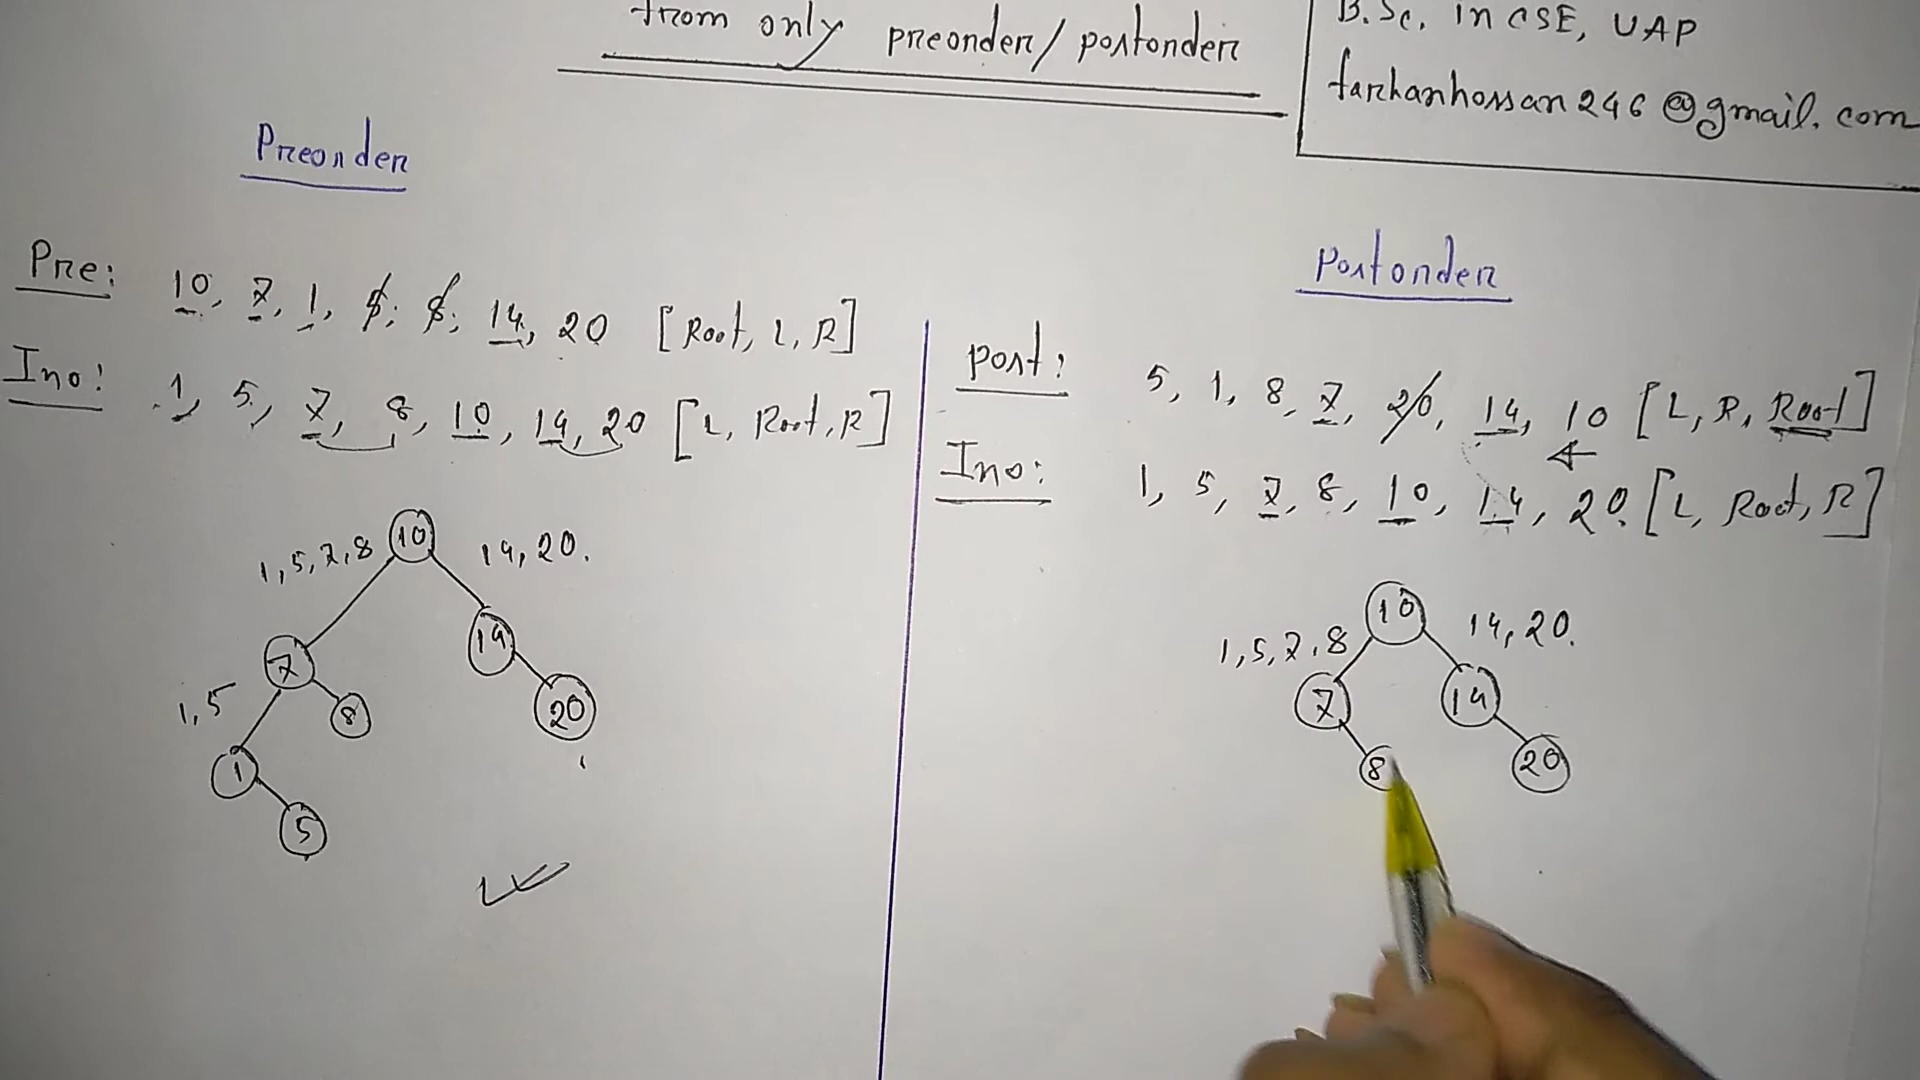 from only preorder/postorder
B.Sc. in CSE, UAP
farhanhossan246@gmail.com
Preorder
Pre: 10, 7, 1, 5, 8, 14, 20 [Root, L, R]
Ino: 1, 5, 7, 8, 10, 14, 20 [L, Root, R]
1, 5, 7, 8
10
14, 20.
7
14
1, 5
8
20
1
5
Postorder
Post: 5, 1, 8, 7, 20, 14, 10 [L, R, Root]
Ino: 1, 5, 7, 8, 10, 14, 20. [L, Root, R]
10
1, 5, 7, 8
14, 20.
7
14
8
20